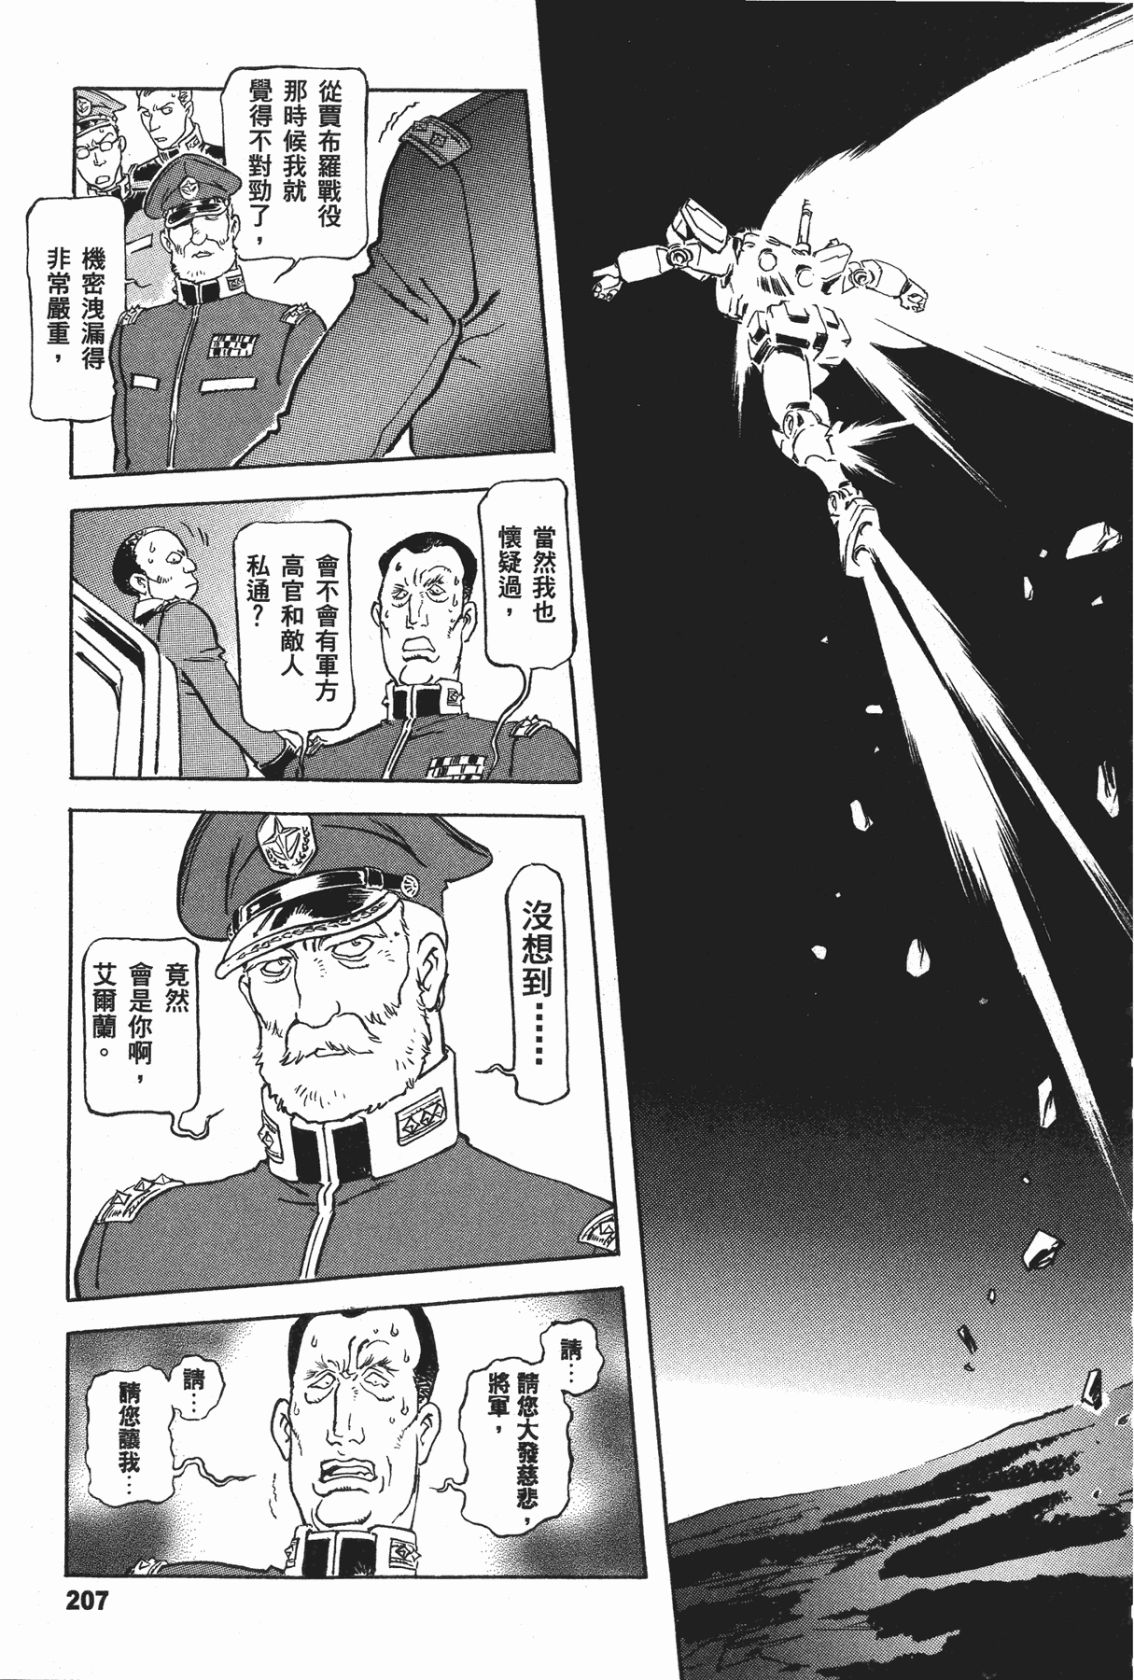 從賈布羅戰役
那時候我就
覺得不對勁了，
機密洩漏得
非常嚴重，
當然我也
懷疑過，
會不會有軍方
高官和敵人
私通？
沒想到……
竟然
會是你啊，
艾爾蘭。
請…
請您大發慈悲，
將軍，
請…
請您讓我…
207